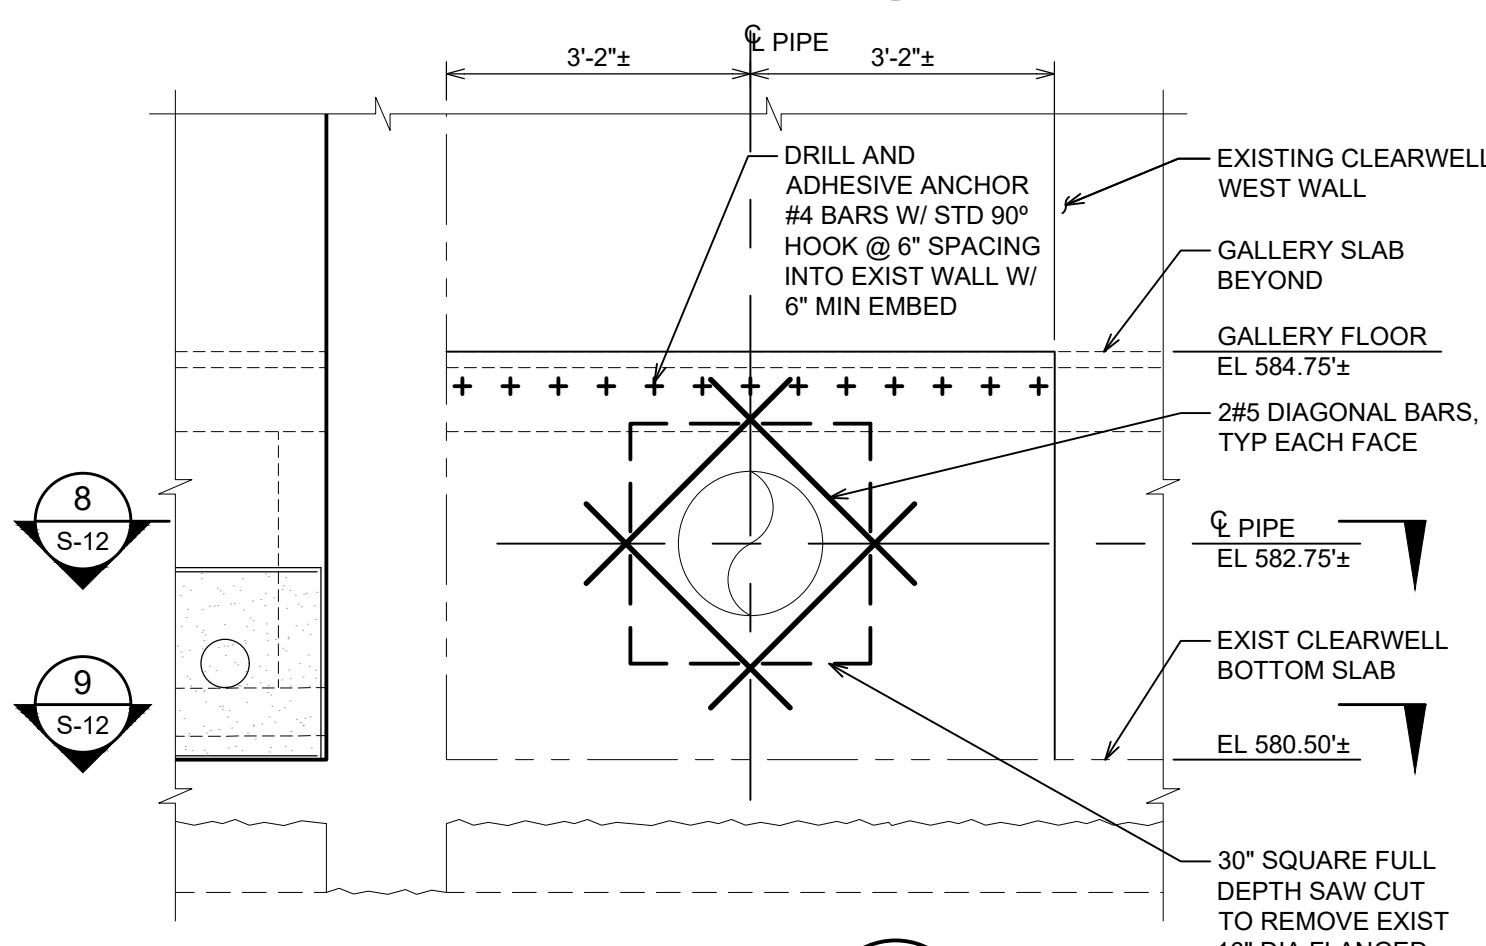 ℄ PIPE
3'-2"±
3'-2"±
DRILL AND
ADHESIVE ANCHOR
#4 BARS W/ STD 90º
HOOK @ 6" SPACING
INTO EXIST WALL W/
6" MIN EMBED
EXISTING CLEARWELL
WEST WALL
GALLERY SLAB
BEYOND
GALLERY FLOOR
EL 584.75'±
2#5 DIAGONAL BARS,
TYP EACH FACE
8
S-12
℄ PIPE
EL 582.75'±
9
S-12
EXIST CLEARWELL
BOTTOM SLAB
EL 580.50'±
30" SQUARE FULL
DEPTH SAW CUT
TO REMOVE EXIST
DIA FLANGED